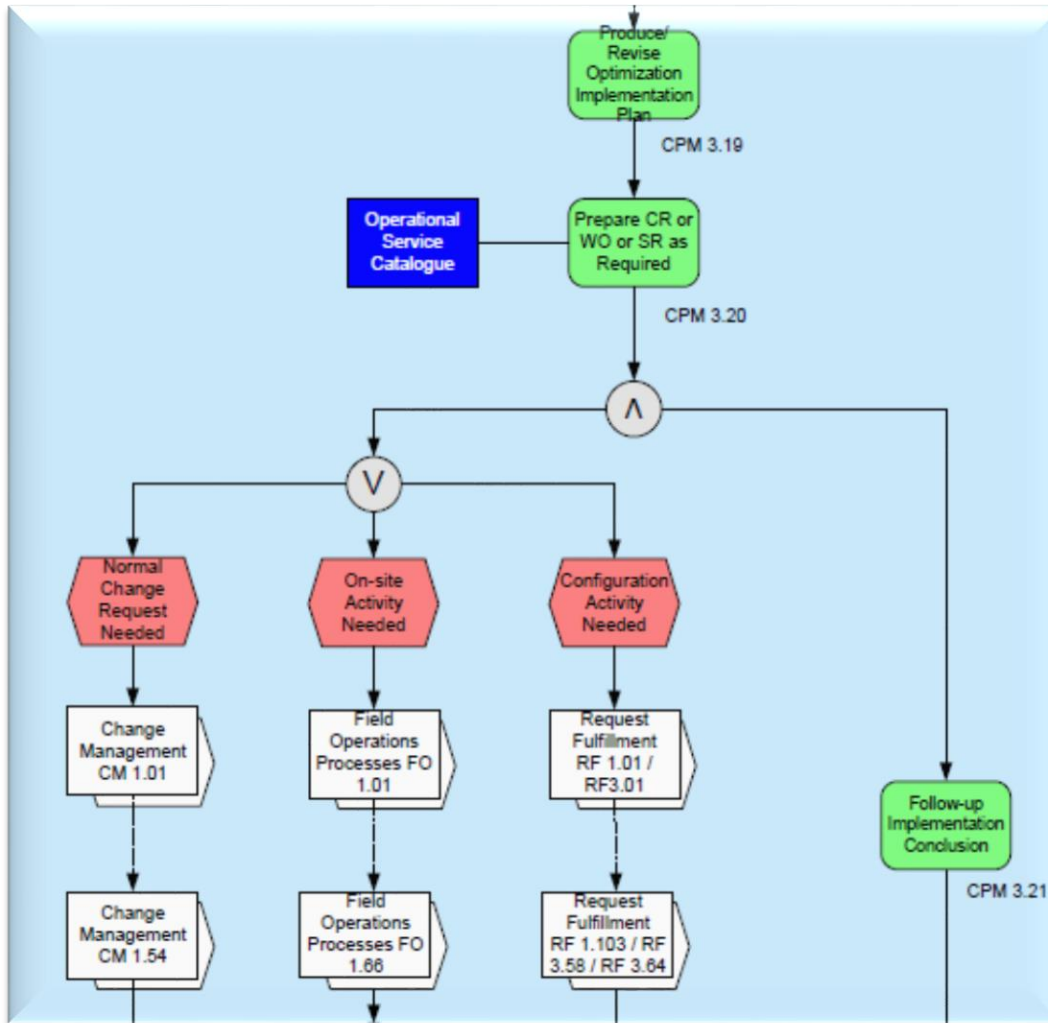 Produce/
Revise
Optimization
Implementation
Plan
CPM 3.19
Operational
Service
Catalogue
Prepare CR or
WO or SR as
Required
CPM 3.20
Λ
V
Normal
Change
Request
Needed
On-site
Activity
Needed
Configuration
Activity
Needed
Change
Management
CM 1.01
Field
Operations
Processes FO
1.01
Request
Fulfillment
RF 1.01 /
RF3.01
Follow-up
Implementation
Conclusion
CPM 3.21
Change
Management
CM 1.54
Field
Operations
Processes FO
1.66
Request
Fulfillment
RF 1.103 / RF
3.58 / RF 3.64